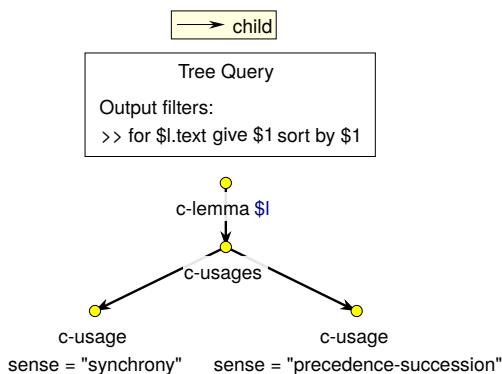 child
Tree Query
Output filters:
>> for $l.text give $1 sort by $1
c-lemma $l
c-usages
c-usage c-usage
sense = "synchrony" sense = "precedence-succession"